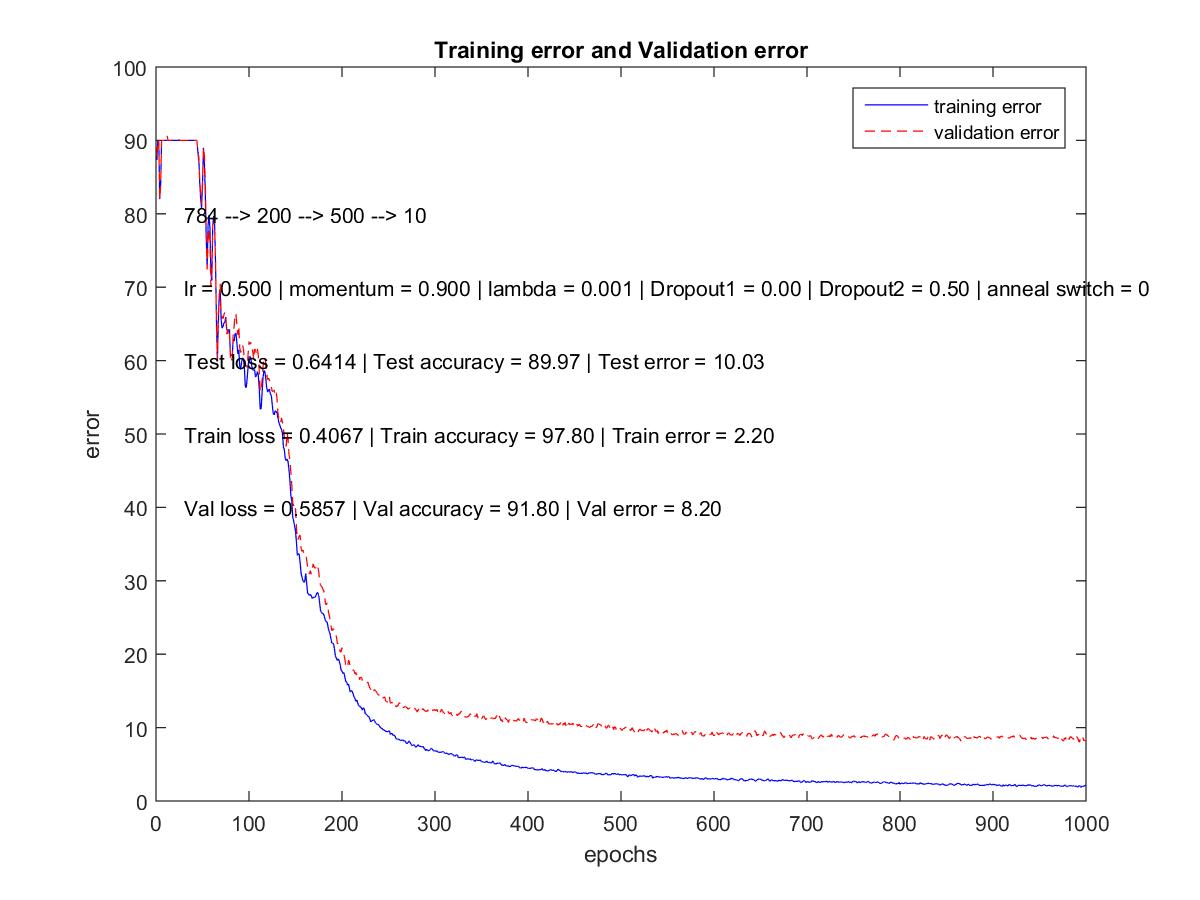 Training error and Validation error
100
training error
validation error
90
80
784 --> 200 --> 500 --> 10
70
lr = 0.500 | momentum = 0.900 | lambda = 0.001 | Dropout1 = 0.00 | Dropout2 = 0.50 | anneal switch = 0
60
Test loss = 0.6414 | Test accuracy = 89.97 | Test error = 10.03
50
Train loss = 0.4067 | Train accuracy = 97.80 | Train error = 2.20
40
Val loss = 0.5857 | Val accuracy = 91.80 | Val error = 8.20
error
30
20
10
0
0 100 200 300 400 500 600 700 800 900 1000
epochs